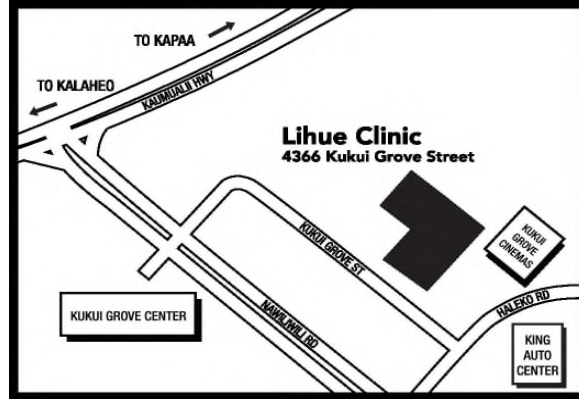 TO KAPAA
TO KALAHEO
KAUMUALII HWY
Lihue Clinic
4366 Kukui Grove Street
KUKUI
GROVE
CINEMAS
KUKUI GROVE ST
NAWILIWILI RD
HALEKO RD
KUKUI GROVE CENTER
KING
AUTO
CENTER